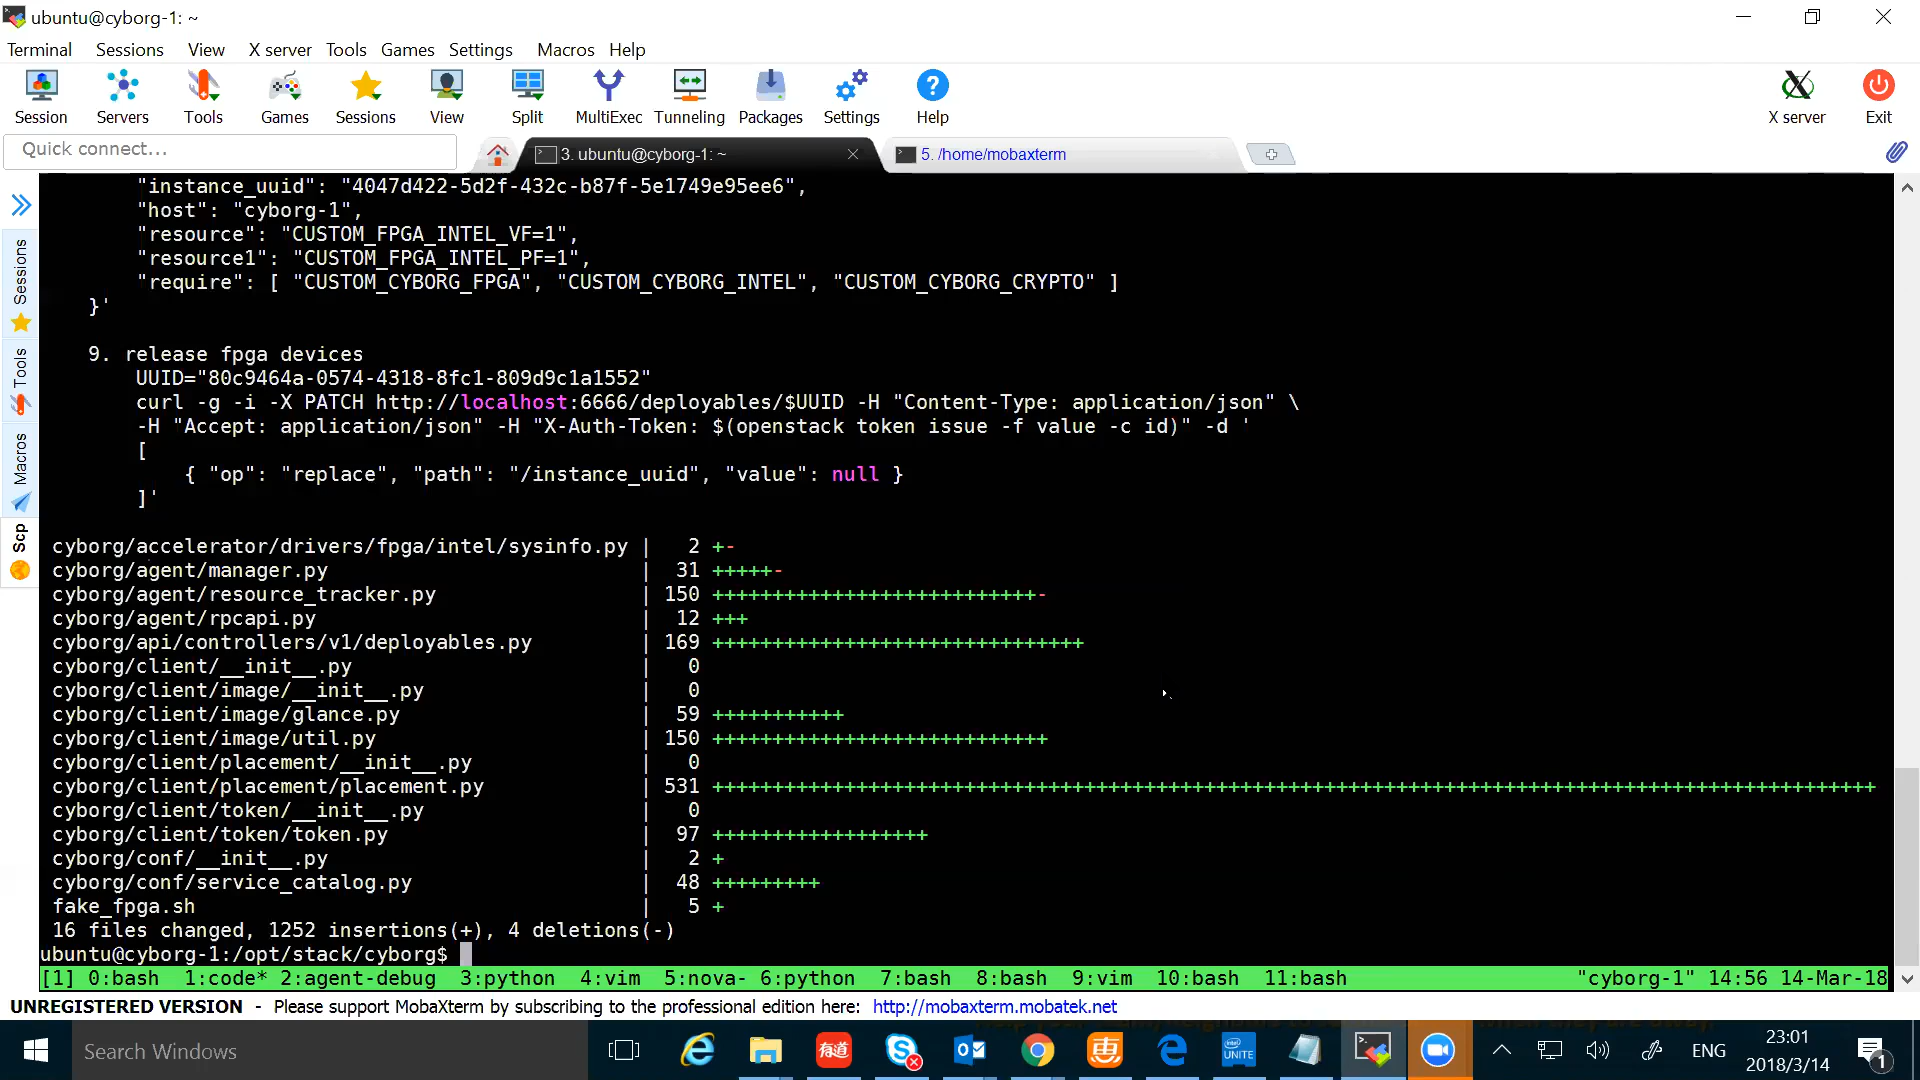 ubuntu@cyborg-1: ~
Terminal Sessions View X server Tools Games Settings Macros Help
Session Servers Tools Games Sessions View Split MultiExec Tunneling Packages Settings Help X server Exit
Quick connect...
3. ubuntu@cyborg-1: ~
5. /home/mobaxterm
Sessions
Tools
Macros
Scp
"instance_uuid": "4047d422-5d2f-432c-b87f-5e1749e95ee6",
"host": "cyborg-1",
"resource": "CUSTOM_FPGA_INTEL_VF=1",
"resource1": "CUSTOM_FPGA_INTEL_PF=1",
"require": [ "CUSTOM_CYBORG_FPGA", "CUSTOM_CYBORG_INTEL", "CUSTOM_CYBORG_CRYPTO" ]
}'
9. release fpga devices
UUID="80c9464a-0574-4318-8fc1-809d9c1a1552"
curl -g -i -X PATCH http://localhost:6666/deployables/$UUID -H "Content-Type: application/json" \
-H "Accept: application/json" -H "X-Auth-Token: $(openstack token issue -f value -c id)" -d '
[
{ "op": "replace", "path": "/instance_uuid", "value": null }
]'
cyborg/accelerator/drivers/fpga/intel/sysinfo.py | 2 +-
cyborg/agent/manager.py | 31 +++++-
cyborg/agent/resource_tracker.py | 150 +++++++++++++++++++++++++++-
cyborg/agent/rpcapi.py | 12 +++
cyborg/api/controllers/v1/deployables.py | 169 +++++++++++++++++++++++++++++++
cyborg/client/__init__.py | 0
cyborg/client/image/__init__.py | 0
cyborg/client/image/glance.py | 59 +++++++++++
cyborg/client/image/util.py | 150 ++++++++++++++++++++++++++++
cyborg/client/placement/__init__.py | 0
cyborg/client/placement/placement.py | 531 +++++++++++++++++++++++++++++++++++++++++++++++++++++++++++++++++++++++++++++++++++++++++++++++++
cyborg/client/token/__init__.py | 0
cyborg/client/token/token.py | 97 ++++++++++++++++++
cyborg/conf/__init__.py | 2 +
cyborg/conf/service_catalog.py | 48 +++++++++
fake_fpga.sh | 5 +
16 files changed, 1252 insertions(+), 4 deletions(-)
ubuntu@cyborg-1:/opt/stack/cyborg$
[1] 0:bash 1:code* 2:agent-debug 3:python 4:vim 5:nova- 6:python 7:bash 8:bash 9:vim 10:bash 11:bash "cyborg-1" 14:56 14-Mar-18
UNREGISTERED VERSION - Please support MobaXterm by subscribing to the professional edition here: http://mobaxterm.mobatek.net
Search Windows
有道
惠
intel UNITE
ENG
23:01
2018/3/14
1